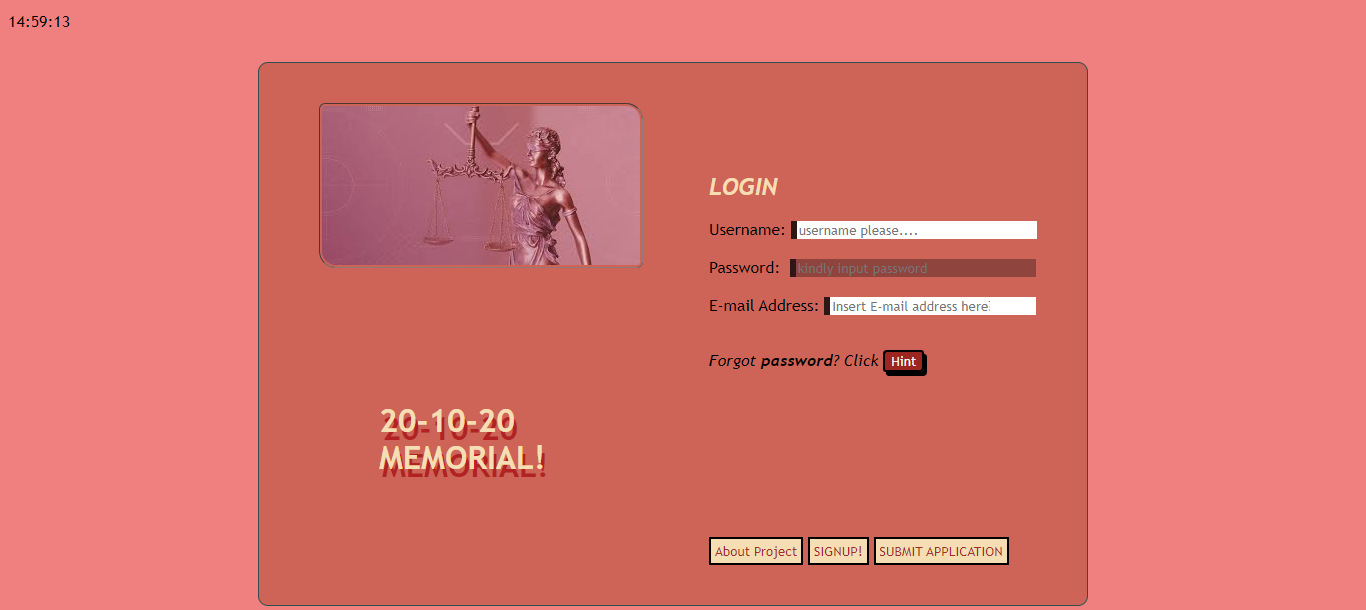 14:59:13
LOGIN
Username: username please....
Password: kindly input password
E-mail Address: Insert E-mail address here!
Forgot password? Click Hint
20-10-20
MEMORIAL!
About Project SIGNUP! SUBMIT APPLICATION